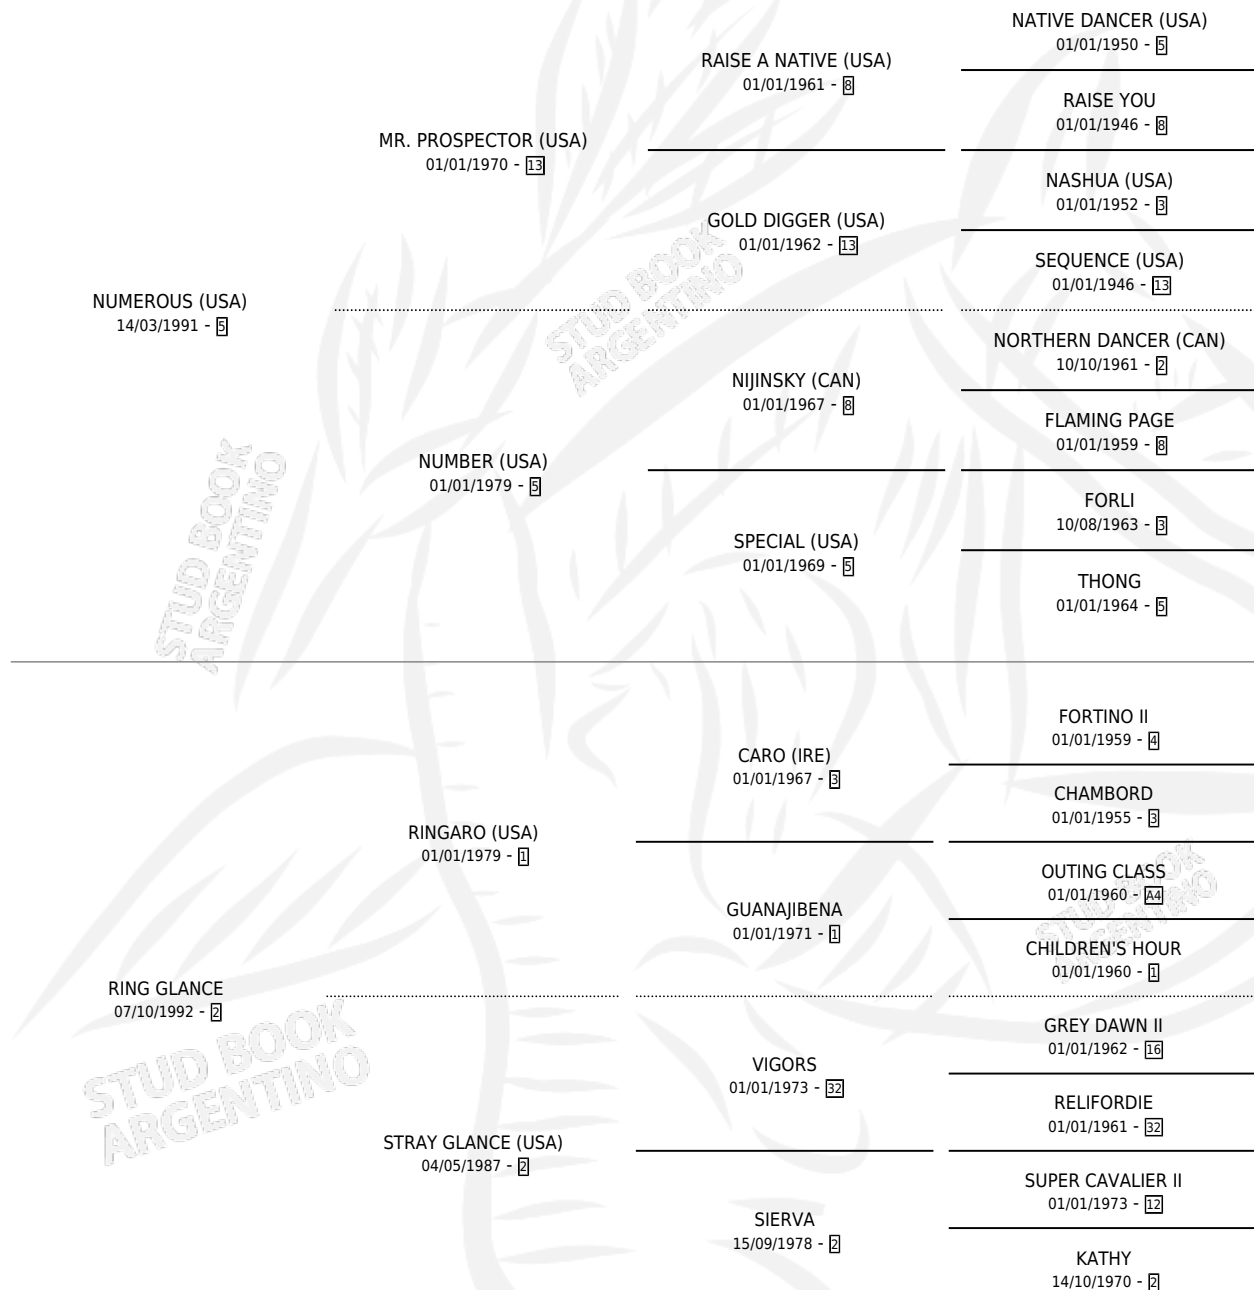 NATIVE DANCER (USA)
01/01/1950 - 5
RAISE A NATIVE (USA)
01/01/1961 - 8
RAISE YOU
01/01/1946 - 8
MR. PROSPECTOR (USA)
01/01/1970 - 13
NASHUA (USA)
01/01/1952 - 3
GOLD DIGGER (USA)
01/01/1962 - 13
SEQUENCE (USA)
01/01/1946 - 13
NUMEROUS (USA)
14/03/1991 - 5
STUD BOOK
ARGENTINO
NORTHERN DANCER (CAN)
10/10/1961 - 2
NIJINSKY (CAN)
01/01/1967 - 8
FLAMING PAGE
01/01/1959 - 8
NUMBER (USA)
01/01/1979 - 5
FORLI
10/08/1963 - 3
SPECIAL (USA)
01/01/1969 - 5
THONG
01/01/1964 - 5
STUD BOOK
ARGENTINO
FORTINO II
01/01/1959 - 4
CARO (IRE)
01/01/1967 - 3
CHAMBORD
01/01/1955 - 3
RINGARO (USA)
01/01/1979 - 1
OUTING CLASS
01/01/1960 - A4
GUANAJIBENA
01/01/1971 - 1
STUD BOOK
ARGENTINO
CHILDREN'S HOUR
01/01/1960 - 1
RING GLANCE
07/10/1992 - 2
STUD BOOK
ARGENTINO
GREY DAWN II
01/01/1962 - 16
VIGORS
01/01/1973 - 32
RELIFORDIE
01/01/1961 - 32
STRAY GLANCE (USA)
04/05/1987 - 2
SUPER CAVALIER II
01/01/1973 - 12
SIERVA
15/09/1978 - 2
KATHY
14/10/1970 - 2